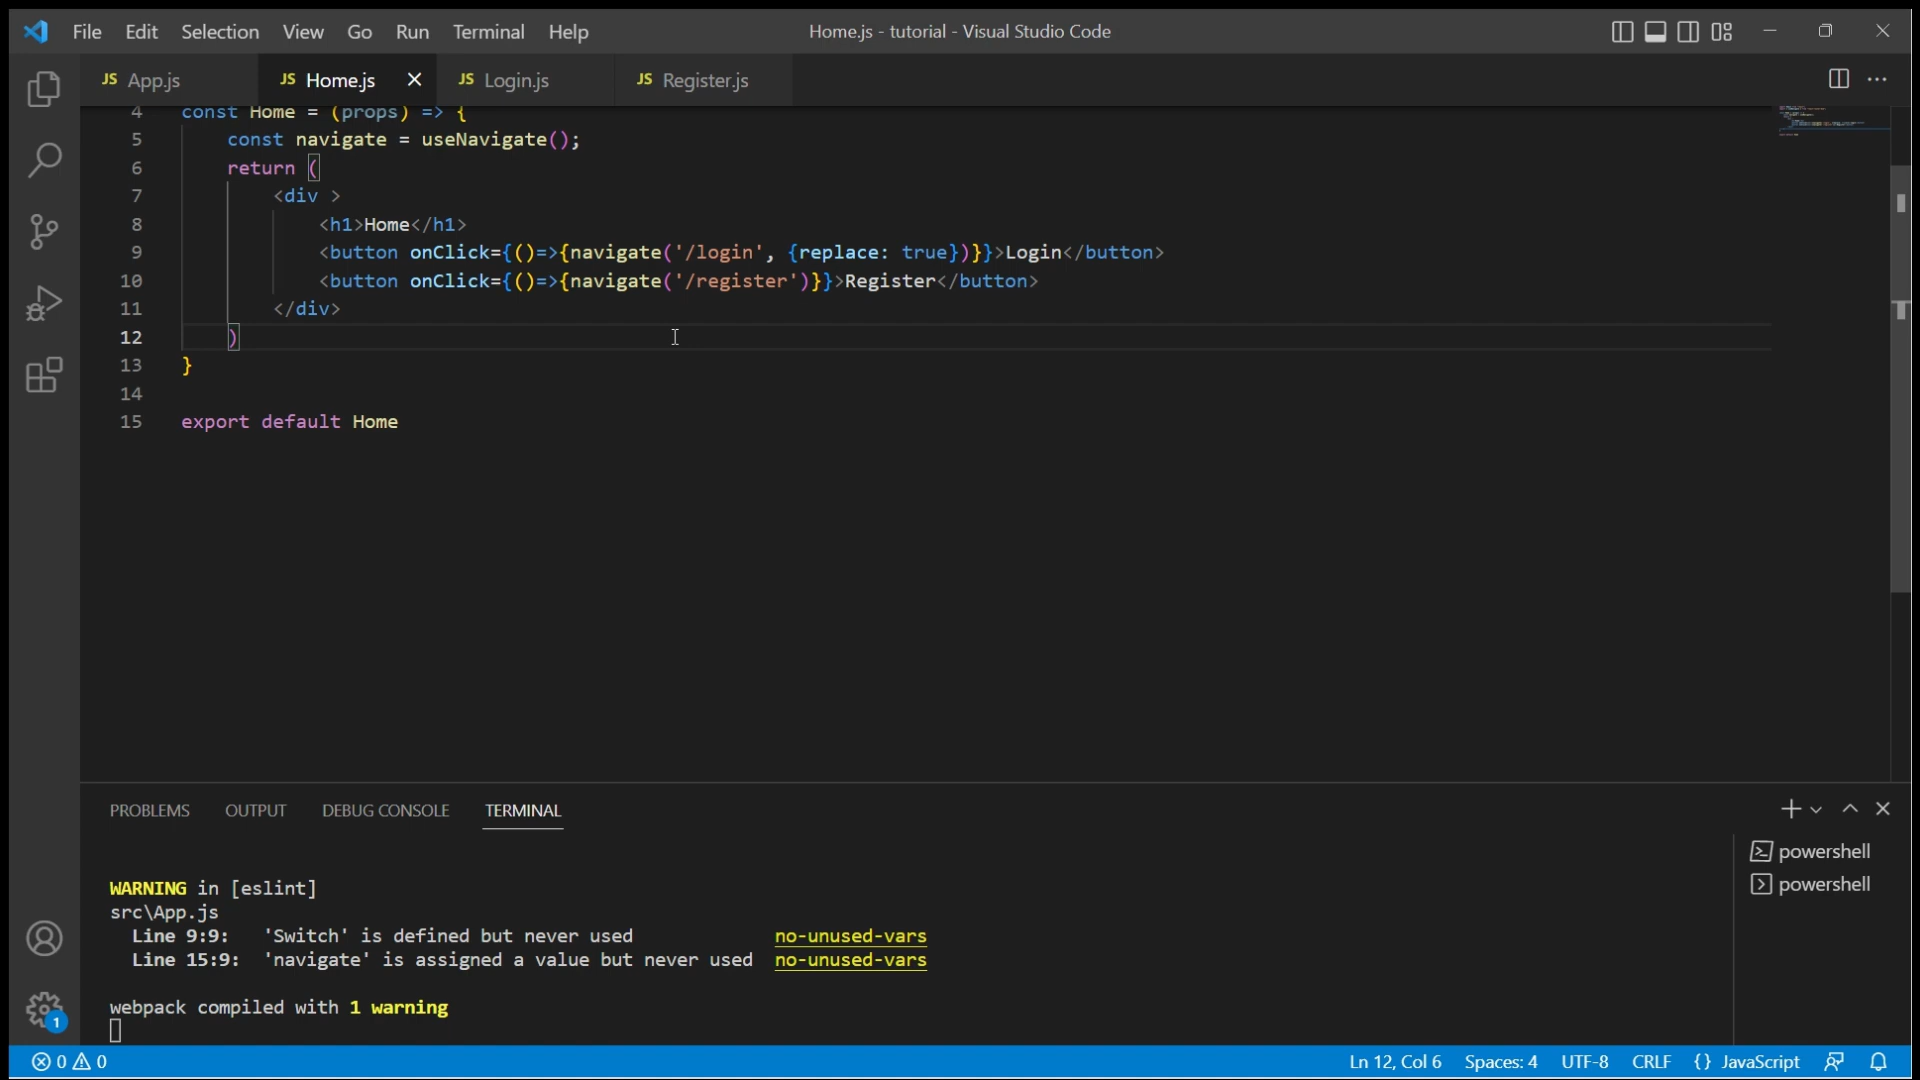 File Edit Selection View Go Run Terminal Help
Home.js - tutorial - Visual Studio Code
JS App.js
JS Home.js
JS Login.js
JS Register.js
4 const Home = (props) => {
5 const navigate = useNavigate();
6 return (
7 <div >
8 <h1>Home</h1>
9 <button onClick={()=>{navigate('/login', {replace: true})}}>Login</button>
10 <button onClick={()=>{navigate('/register')}}>Register</button>
11 </div>
12 )
13 }
14
15 export default Home
PROBLEMS OUTPUT DEBUG CONSOLE TERMINAL
powershell
powershell
WARNING in [eslint]
src\App.js
Line 9:9: 'Switch' is defined but never used no-unused-vars
Line 15:9: 'navigate' is assigned a value but never used no-unused-vars
webpack compiled with 1 warning
1
0 0
Ln 12, Col 6 Spaces: 4 UTF-8 CRLF {} JavaScript